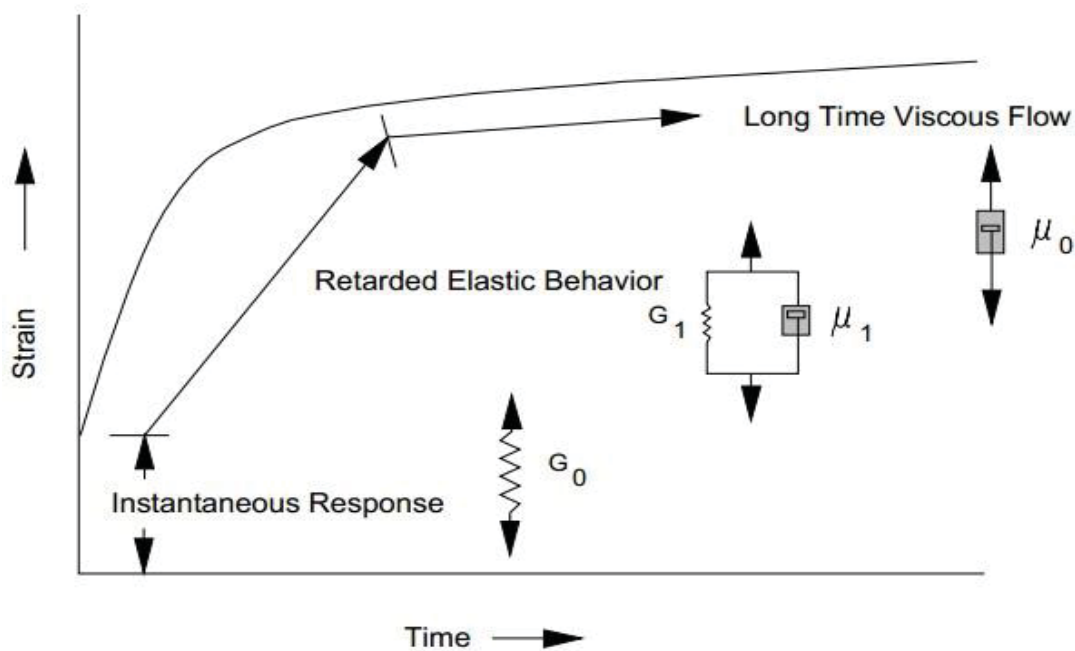 Long Time Viscous Flow
μ0
Retarded Elastic Behavior
G1
μ1
Strain
G0
Instantaneous Response
Time